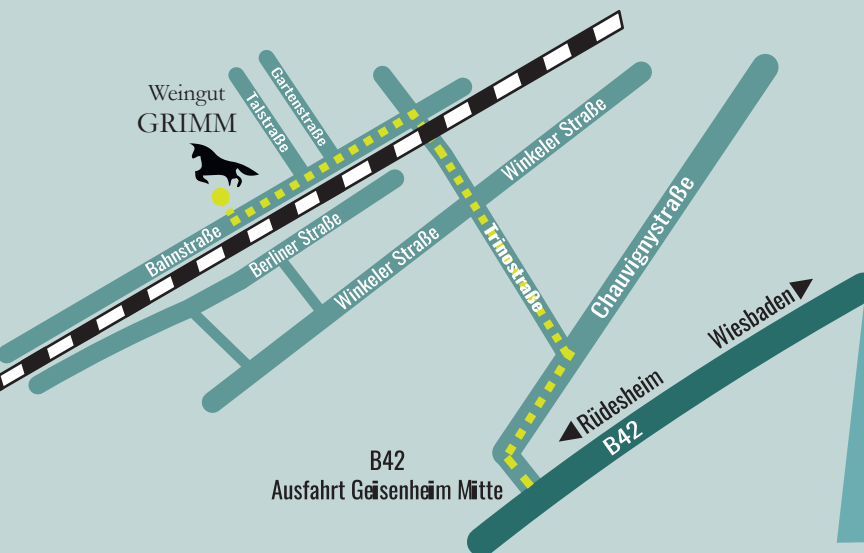 Weingut
GRIMM
Talstraße
Gartenstraße
Bahnstraße
Berliner Straße
Winkeler Straße
Winkeler Straße
Trinostraße
Chauvignystraße
Wiesbaden
Rüdesheim
B42
B42
Ausfahrt Geisenheim Mitte